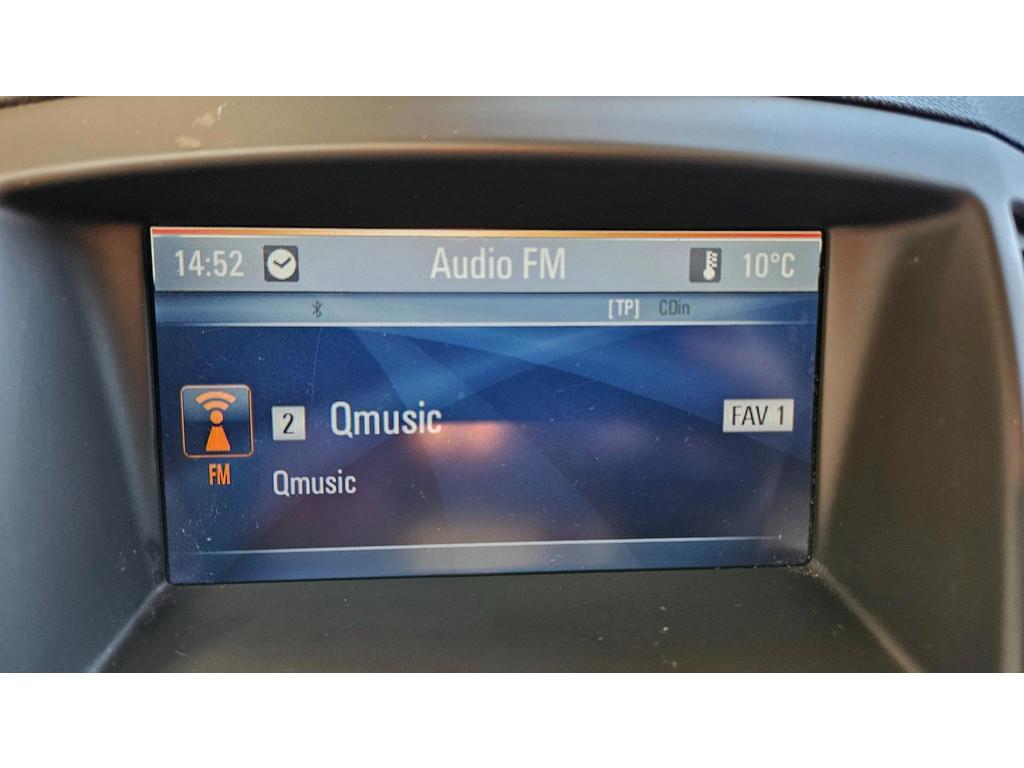 14:52 Audio FM 10°C
[TP] CDin
2 Qmusic FAV 1
FM
Qmusic